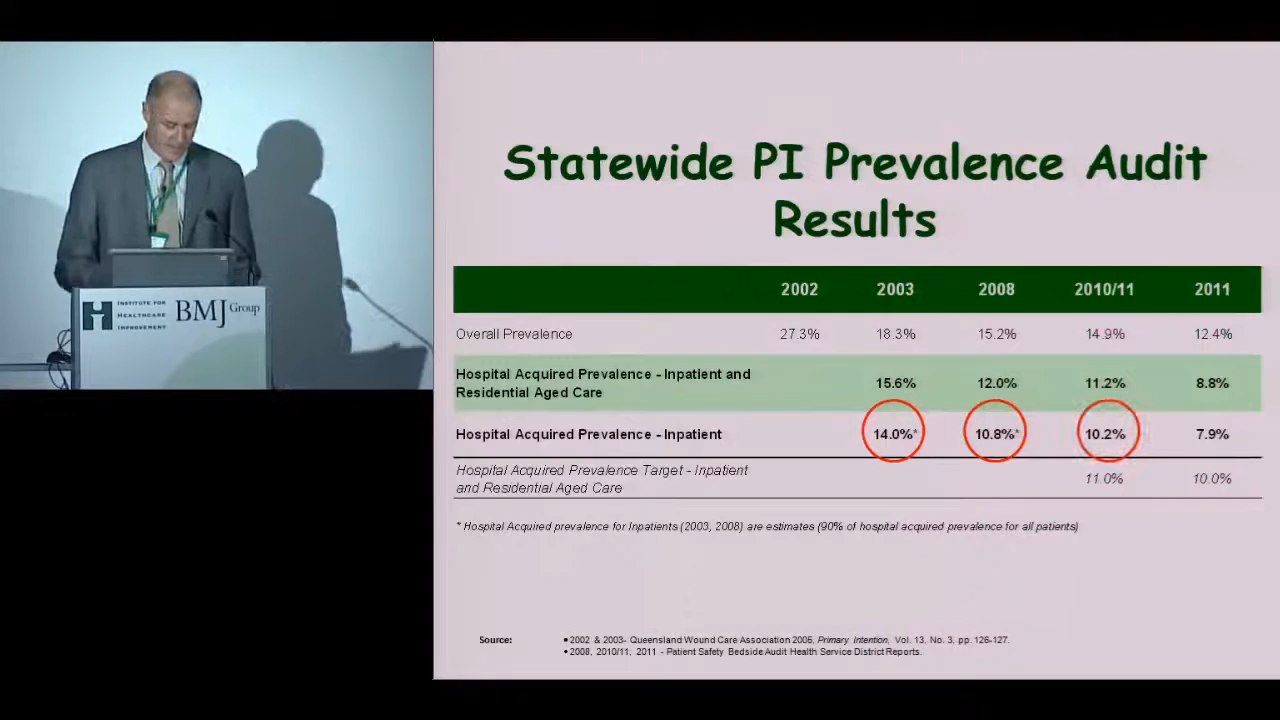 Statewide PI Prevalence Audit
Results
2002 2003 2008 2010/11 2011
Overall Prevalence 27.3% 18.3% 15.2% 14.9% 12.4%
Hospital Acquired Prevalence - Inpatient and
Residential Aged Care 15.6% 12.0% 11.2% 8.8%
Hospital Acquired Prevalence - Inpatient 14.0%* 10.8%* 10.2% 7.9%
Hospital Acquired Prevalence Target - Inpatient
and Residential Aged Care 11.0% 10.0%
* Hospital Acquired prevalence for Inpatients (2003, 2008) are estimates (90% of hospital acquired prevalence for all patients)
Source: • 2002 & 2003- Queensland Wound Care Association 2005, Primary Intention, Vol. 13, No. 3, pp. 126-127.
• 2008, 2010/11, 2011 - Patient Safety Bedside Audit Health Service District Reports.
INSTITUTE FOR
HEALTHCARE
IMPROVEMENT
BMJ Group